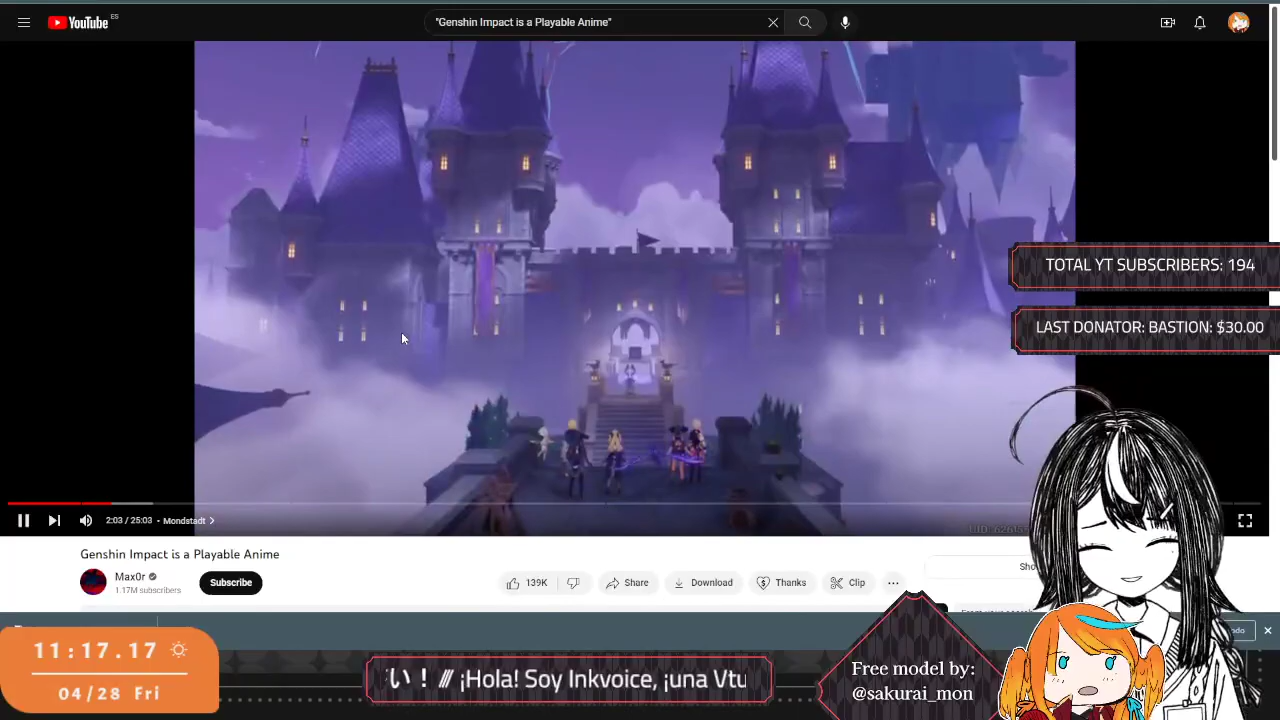 YouTube ES
"Genshin Impact is a Playable Anime"
TOTAL YT SUBSCRIBERS: 194
LAST DONATOR: BASTION: $30.00
2:03 / 25:03 • Mondstadt
Genshin Impact is a Playable Anime
Max0r
1.17M subscribers
Subscribe
139K
Share
Download
Thanks
Clip
11:17.17
04/28 Fri
い! /// ¡Hola! Soy Inkvoice, ¡una Vtu
Free model by:
@sakurai_mon